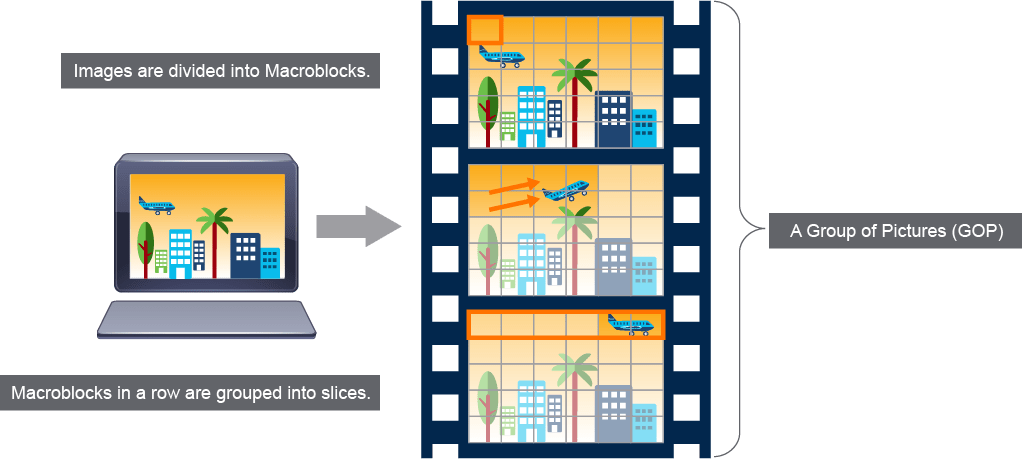 Images are divided into Macroblocks.
A Group of Pictures (GOP)
Macroblocks in a row are grouped into slices.